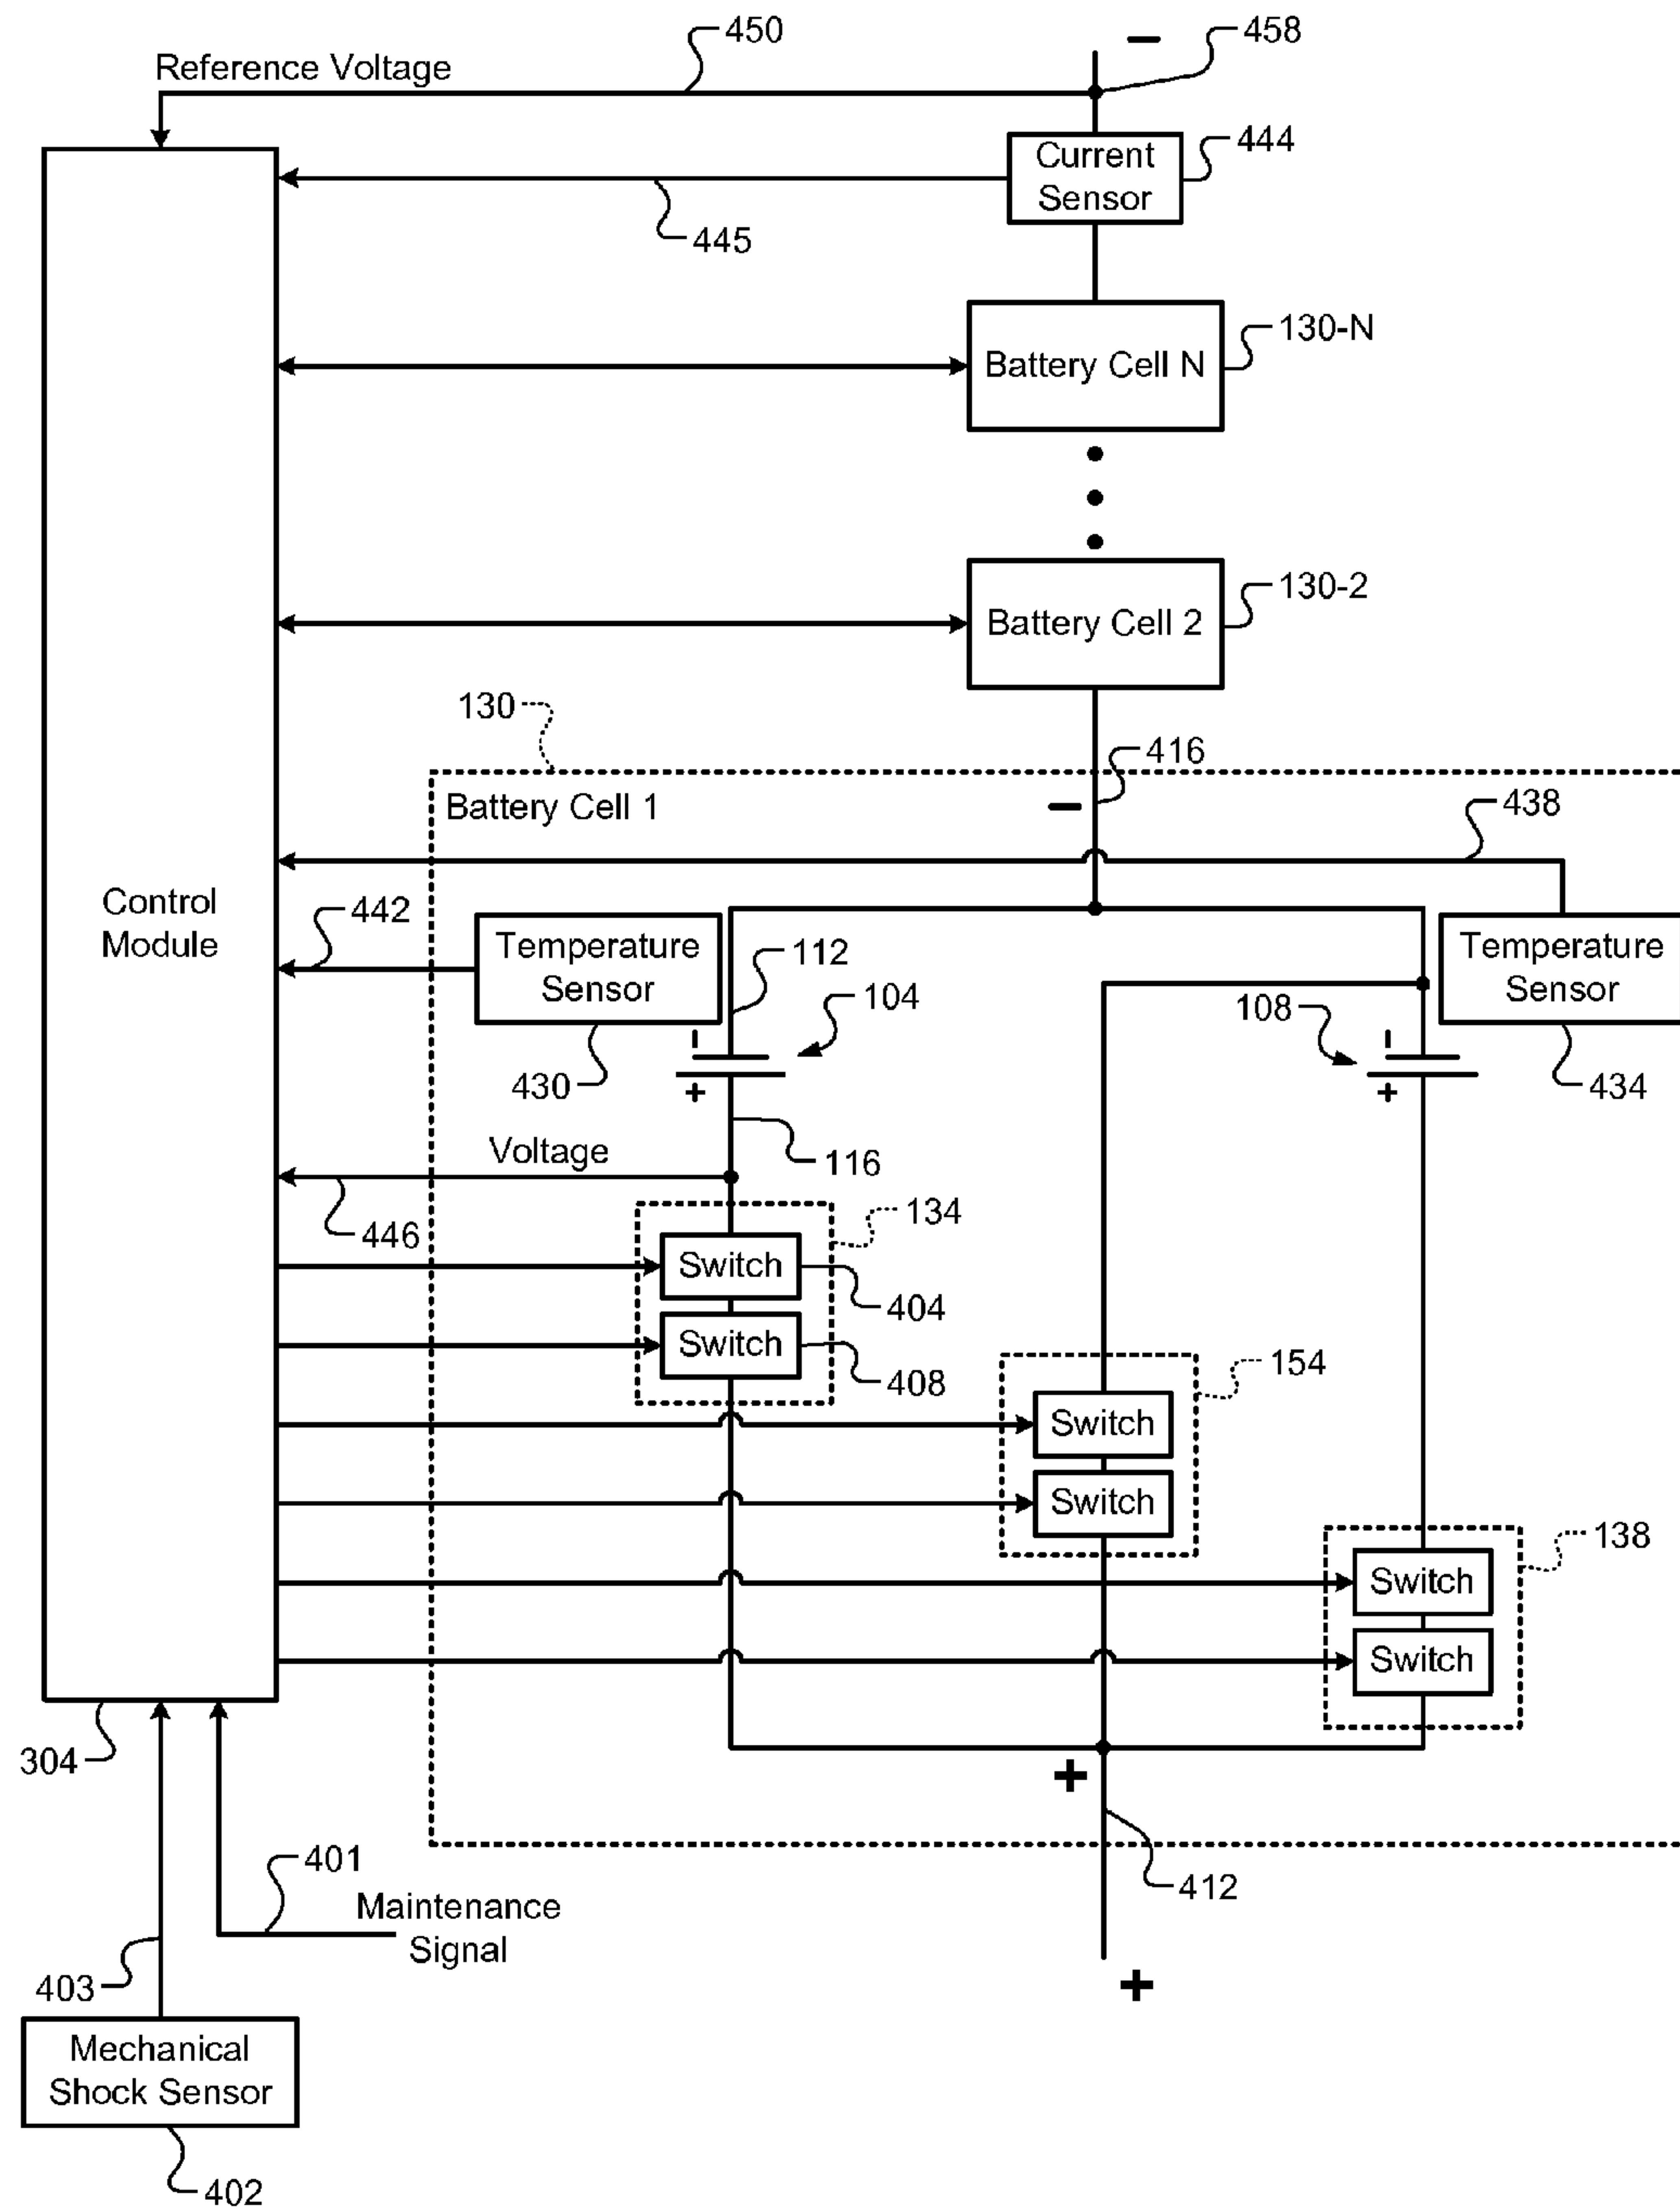 450
458
−
Reference Voltage
Current
Sensor
444
445
130-N
Battery Cell N
130-2
Battery Cell 2
130
416
−
Battery Cell 1
438
Control
Module
442
Temperature
Sensor
112
104
Temperature
Sensor
108
−
−
430
+
+
434
Voltage
116
446
134
Switch
404
Switch
408
154
Switch
Switch
138
Switch
Switch
304
+
401
412
Maintenance
Signal
403
+
Mechanical
Shock Sensor
402